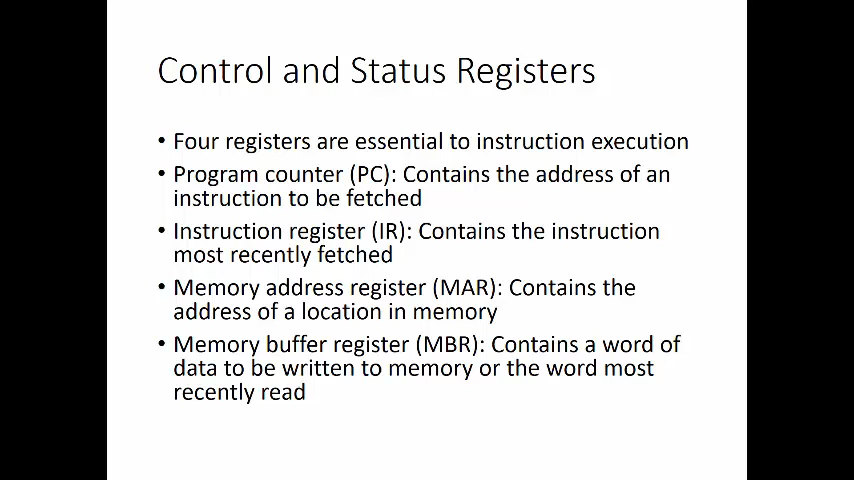 Control and Status Registers
• Four registers are essential to instruction execution
• Program counter (PC): Contains the address of an
instruction to be fetched
• Instruction register (IR): Contains the instruction
most recently fetched
• Memory address register (MAR): Contains the
address of a location in memory
• Memory buffer register (MBR): Contains a word of
data to be written to memory or the word most
recently read